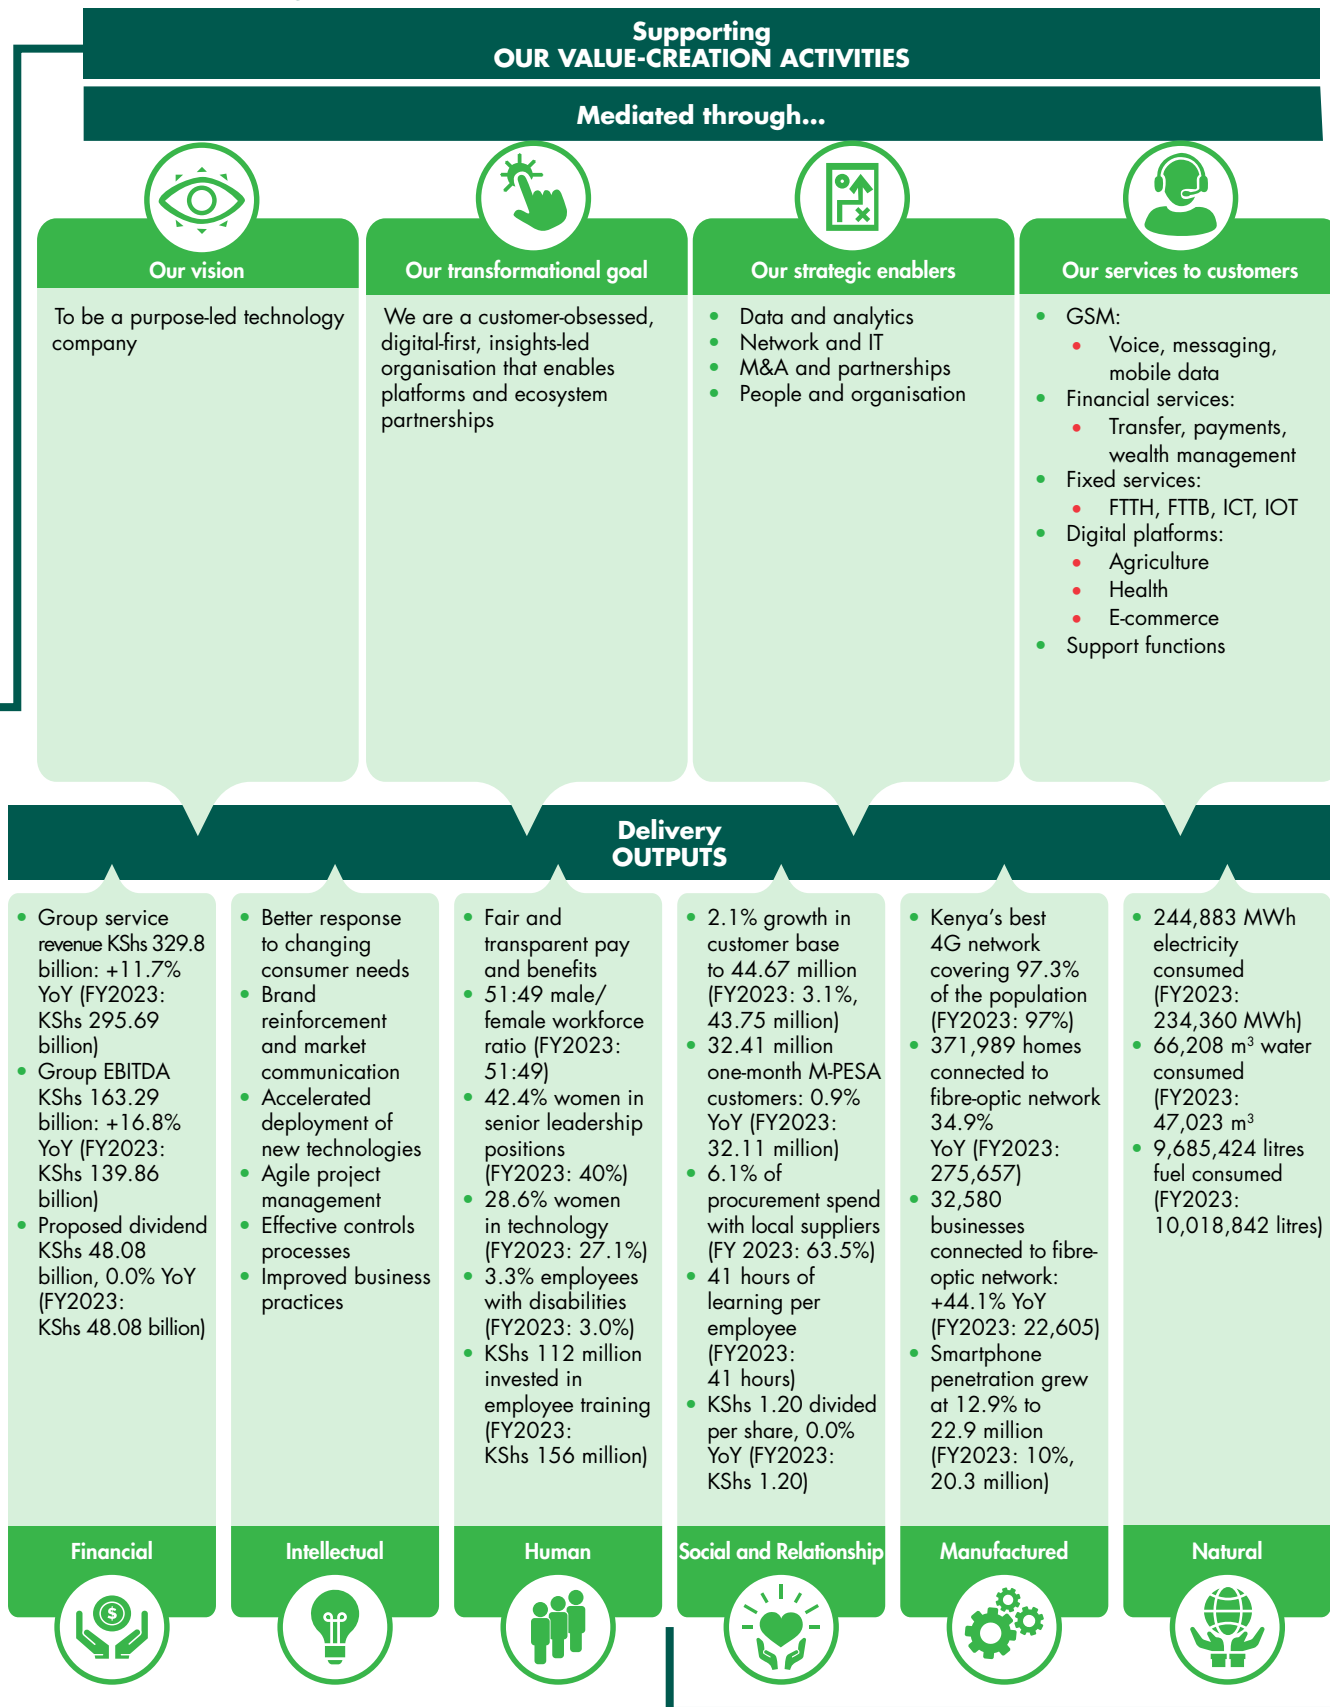 Supporting
OUR VALUE-CREATION ACTIVITIES
Mediated through...
Our vision
To be a purpose-led technology
company
Our transformational goal
We are a customer-obsessed,
digital-first, insights-led
organisation that enables
platforms and ecosystem
partnerships
Our strategic enablers
• Data and analytics
• Network and IT
• M&A and partnerships
• People and organisation
Our services to customers
• GSM:
• Voice, messaging,
mobile data
• Financial services:
• Transfer, payments,
wealth management
• Fixed services:
• FTTH, FTTB, ICT, IOT
• Digital platforms:
• Agriculture
• Health
• E-commerce
• Support functions
Delivery
OUTPUTS
• Group service
revenue KShs 329.8
billion: +11.7%
YoY (FY2023:
KShs 295.69
billion)
• Group EBITDA
KShs 163.29
billion: +16.8%
YoY (FY2023:
KShs 139.86
billion)
• Proposed dividend
KShs 48.08
billion, 0.0% YoY
(FY2023:
KShs 48.08 billion)
Financial
$
• Better response
to changing
consumer needs
• Brand
reinforcement
and market
communication
• Accelerated
deployment of
new technologies
• Agile project
management
• Effective controls
processes
• Improved business
practices
Intellectual
• Fair and
transparent pay
and benefits
• 51:49 male/
female workforce
ratio (FY2023:
51:49)
• 42.4% women in
senior leadership
positions
(FY2023: 40%)
• 28.6% women
in technology
(FY2023: 27.1%)
• 3.3% employees
with disabilities
(FY2023: 3.0%)
• KShs 112 million
invested in
employee training
(FY2023:
KShs 156 million)
Human
• 2.1% growth in
customer base
to 44.67 million
(FY2023: 3.1%,
43.75 million)
• 32.41 million
one-month M-PESA
customers: 0.9%
YoY (FY2023:
32.11 million)
• 6.1% of
procurement spend
with local suppliers
(FY 2023: 63.5%)
• 41 hours of
learning per
employee
(FY2023:
41 hours)
• KShs 1.20 divided
per share, 0.0%
YoY (FY2023:
KShs 1.20)
Social and Relationship
• Kenya’s best
4G network
covering 97.3%
of the population
(FY2023: 97%)
• 371,989 homes
connected to
fibre-optic network
34.9%
YoY (FY2023:
275,657)
• 32,580
businesses
connected to fibre-
optic network:
+44.1% YoY
(FY2023: 22,605)
• Smartphone
penetration grew
at 12.9% to
22.9 million
(FY2023: 10%,
20.3 million)
Manufactured
• 244,883 MWh
electricity
consumed
(FY2023:
234,360 MWh)
• 66,208 m³ water
consumed
(FY2023:
47,023 m³
• 9,685,424 litres
fuel consumed
(FY2023:
10,018,842 litres)
Natural